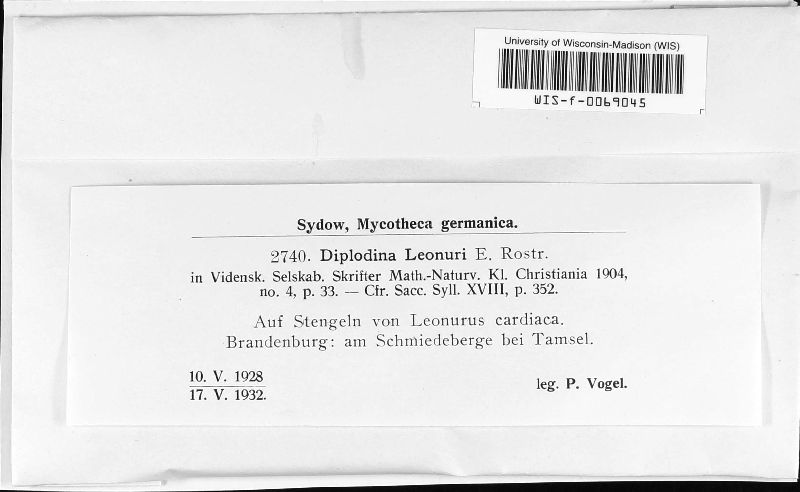 University of Wisconsin-Madison (WIS)
WIS-f-0069045
Sydow, Mycotheca germanica.
2740. Diplodina Leonuri E. Rostr.
in Vidensk. Selskab. Skrifter Math.-Naturv. Kl. Christiania 1904,
no. 4, p. 33. — Cfr. Sacc. Syll. XVIII, p. 352.
Auf Stengeln von Leonurus cardiaca.
Brandenburg: am Schmiedeberge bei Tamsel.
10. V. 1928
17. V. 1932.
leg. P. Vogel.